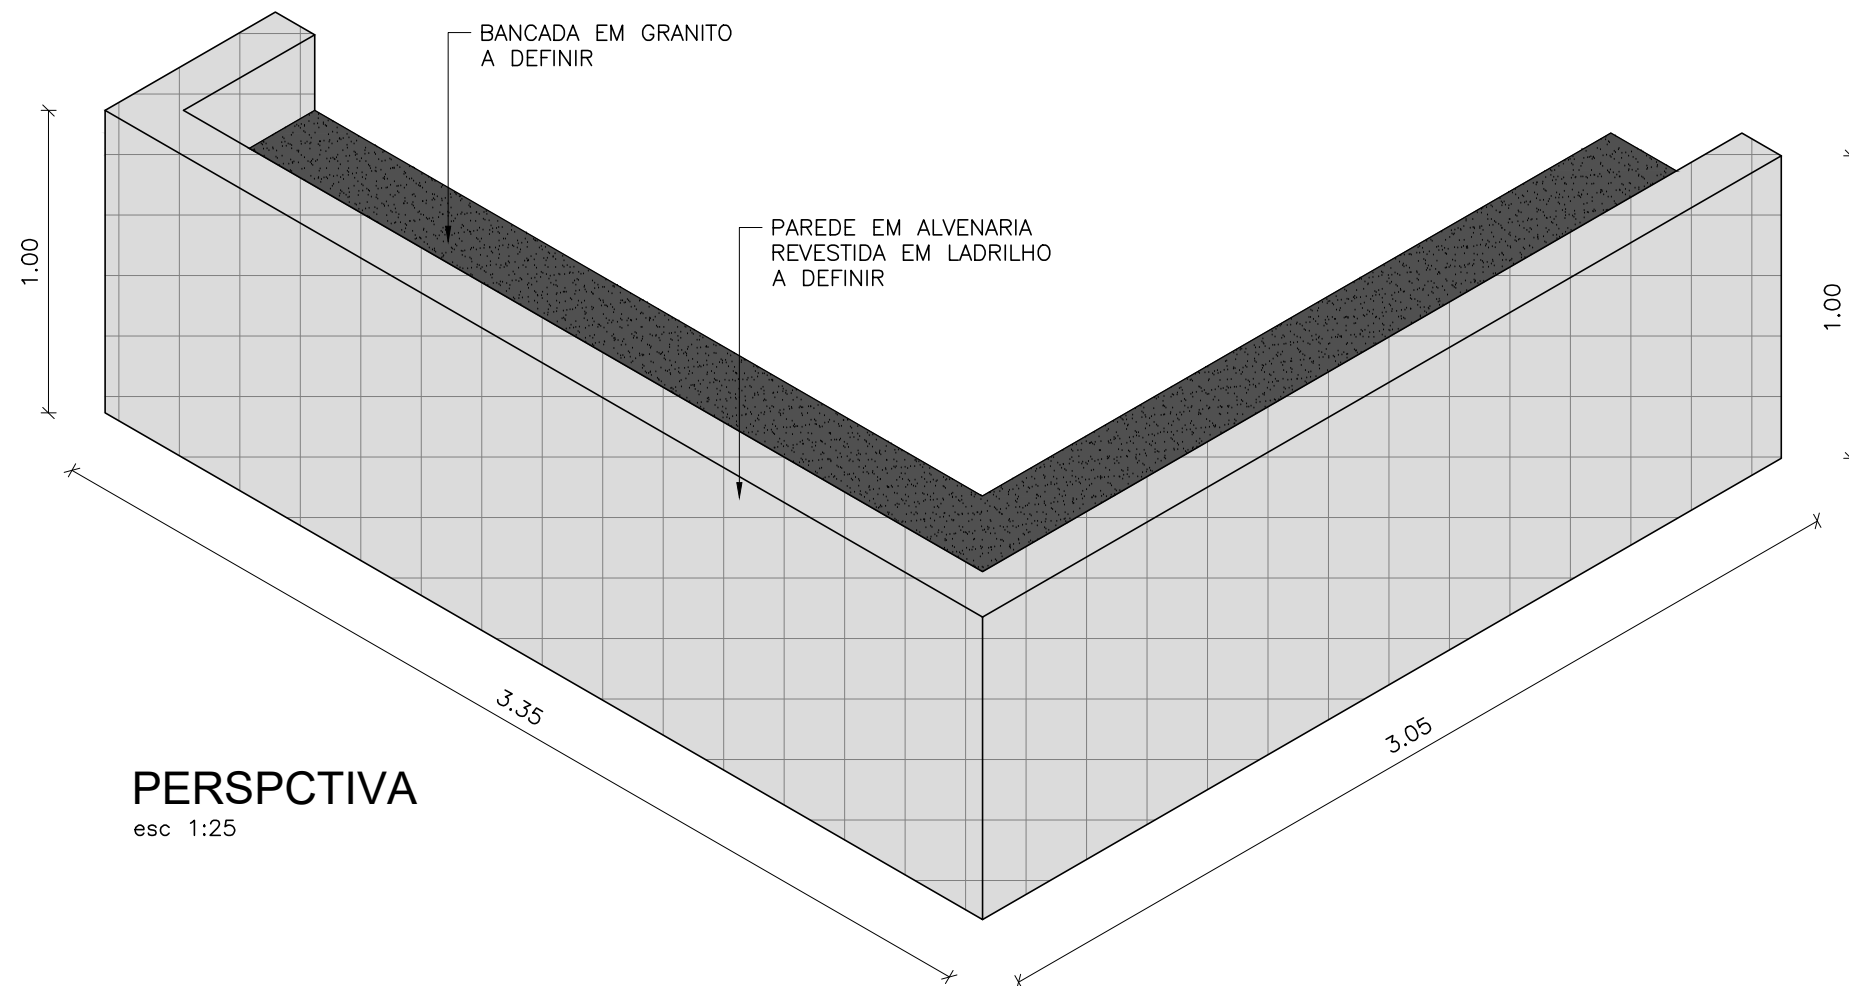 BANCADA EM GRANITO
A DEFINIR
PAREDE EM ALVENARIA
REVESTIDA EM LADRILHO
A DEFINIR
1.00
1.00
3.35
3.05
PERSPCTIVA
esc 1:25